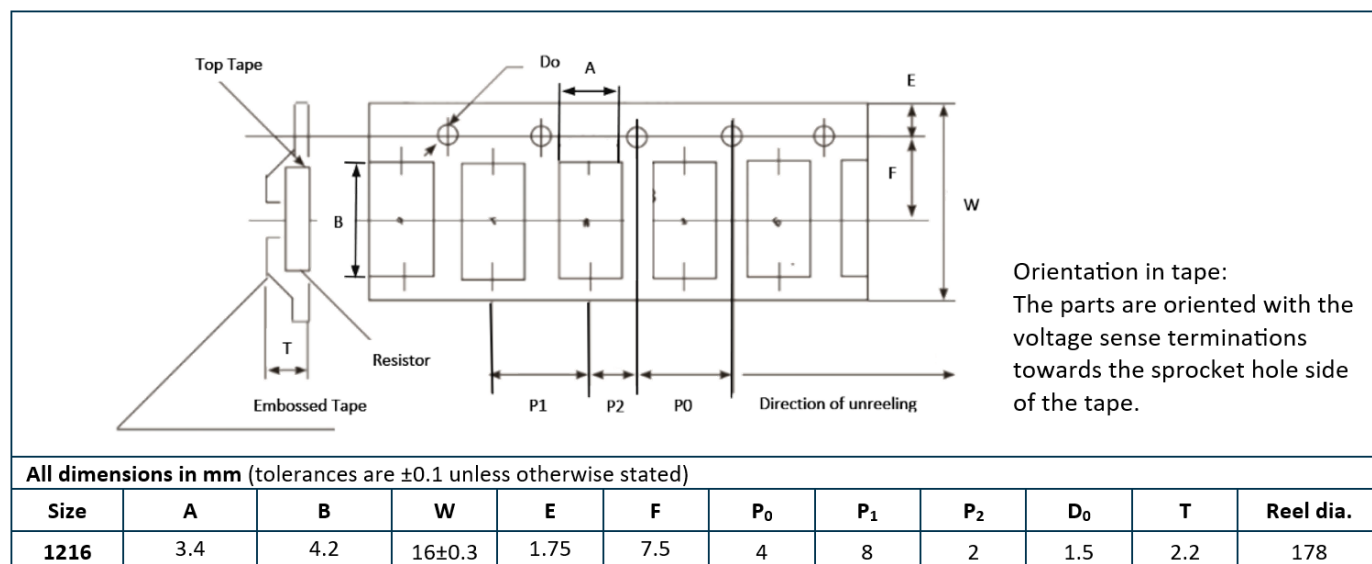 Top Tape
Do
A
E
F
B
W
Orientation in tape:
The parts are oriented with the
voltage sense terminations
towards the sprocket hole side
of the tape.
T
Resistor
Embossed Tape
P1
P2
P0
Direction of unreeling
All dimensions in mm (tolerances are ±0.1 unless otherwise stated)
Size A B W E F P₀ P₁ P₂ D₀ T Reel dia.
1216 3.4 4.2 16±0.3 1.75 7.5 4 8 2 1.5 2.2 178